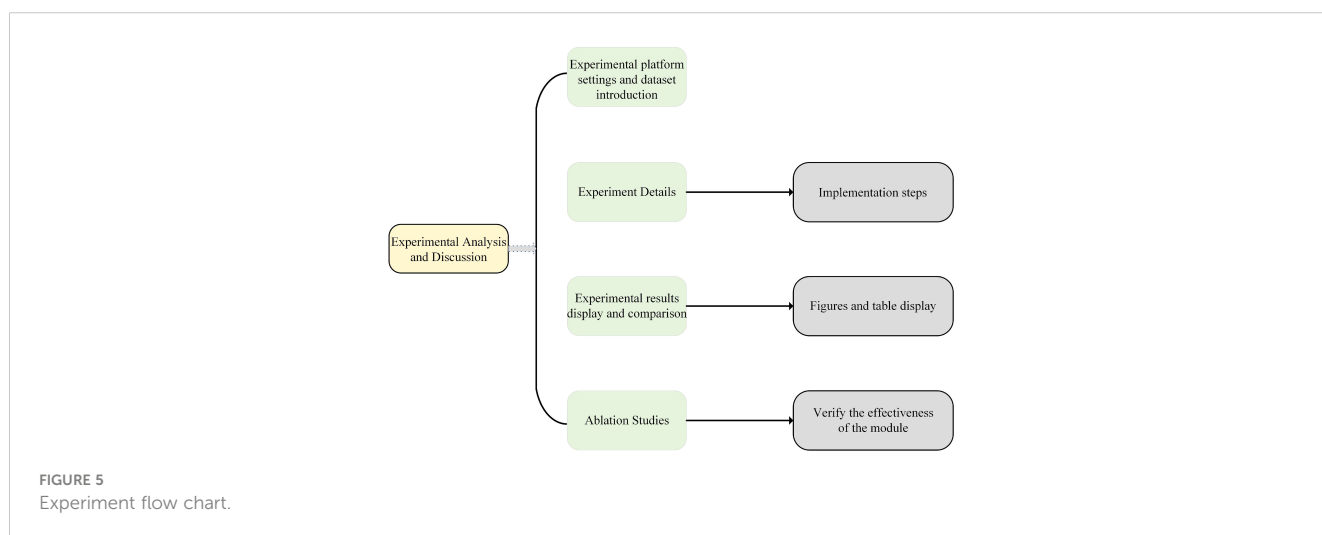 Experimental platform
settings and dataset
introduction
Experiment Details
Implementation steps
Experimental Analysis
and Discussion
Experimental results
display and comparison
Figures and table display
Ablation Studies
Verify the effectiveness
of the module
FIGURE 5
Experiment flow chart.